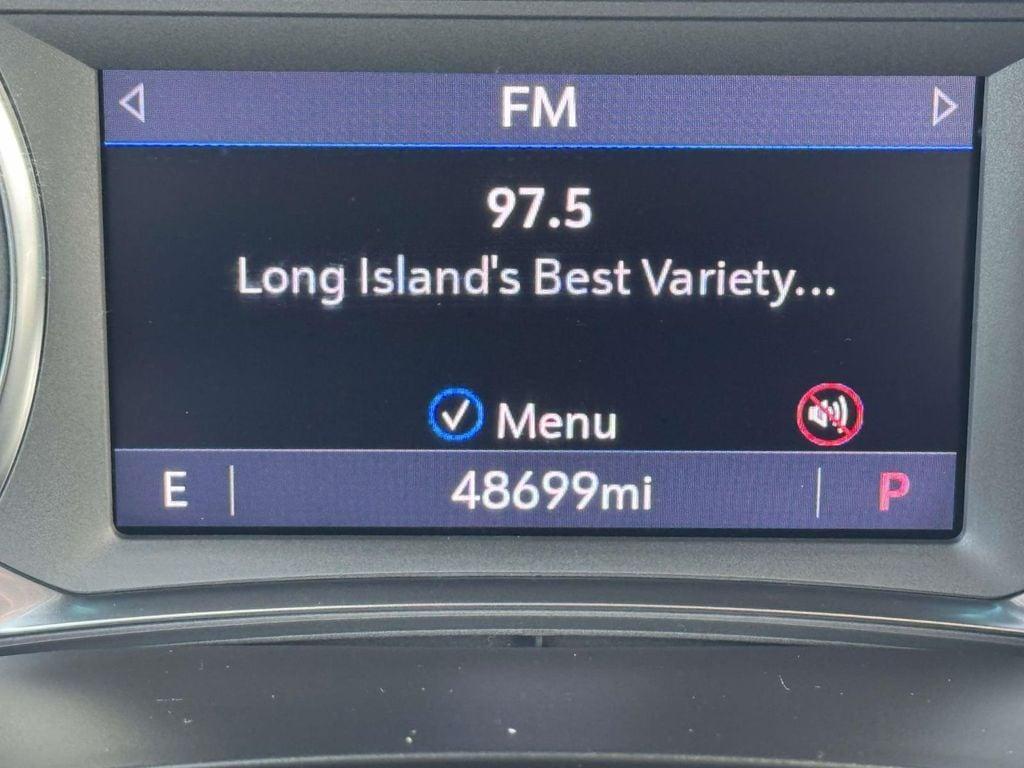 FM
97.5
Long Island's Best Variety...
Menu
E 48699mi P